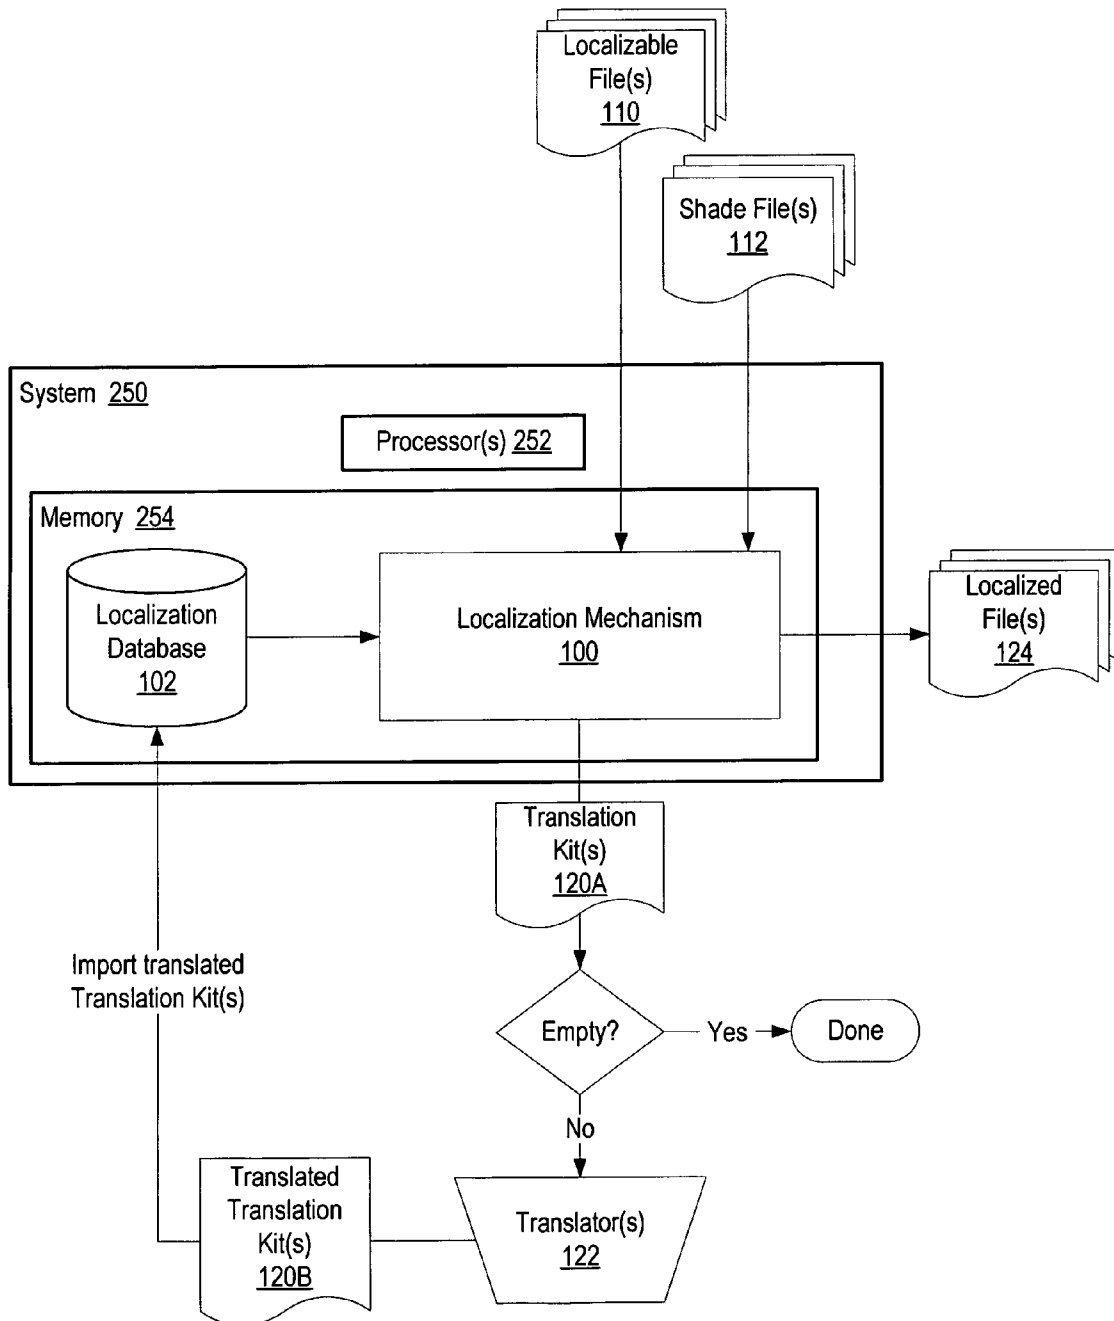 Localizable
File(s)
110
Shade File(s)
112
System 250
Processor(s) 252
Memory 254
Localization
Database
102
Localization Mechanism
100
Localized
File(s)
124
Translation
Kit(s)
120A
Import translated
Translation Kit(s)
Empty?
Yes
Done
No
Translated
Translation
Kit(s)
120B
Translator(s)
122